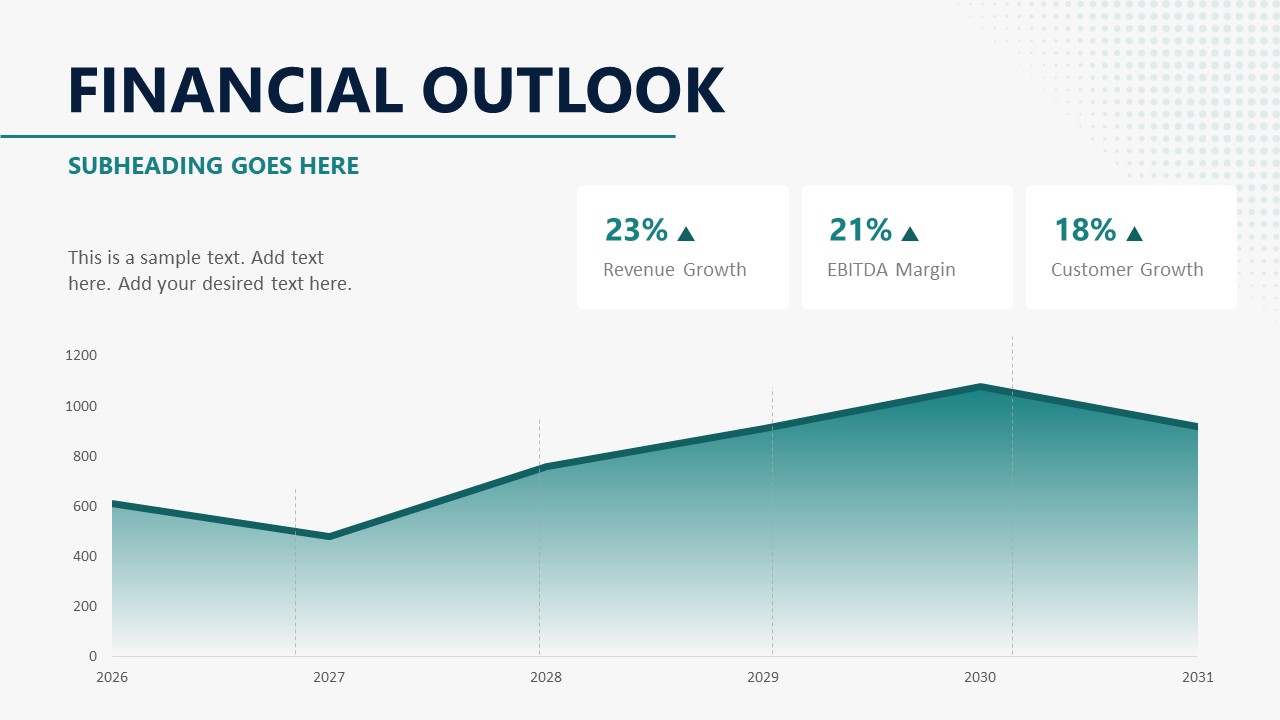 FINANCIAL OUTLOOK
SUBHEADING GOES HERE
This is a sample text. Add text
here. Add your desired text here.
23%
Revenue Growth
21%
EBITDA Margin
18%
Customer Growth
1200
1000
800
600
400
200
0
2026
2027
2028
2029
2030
2031